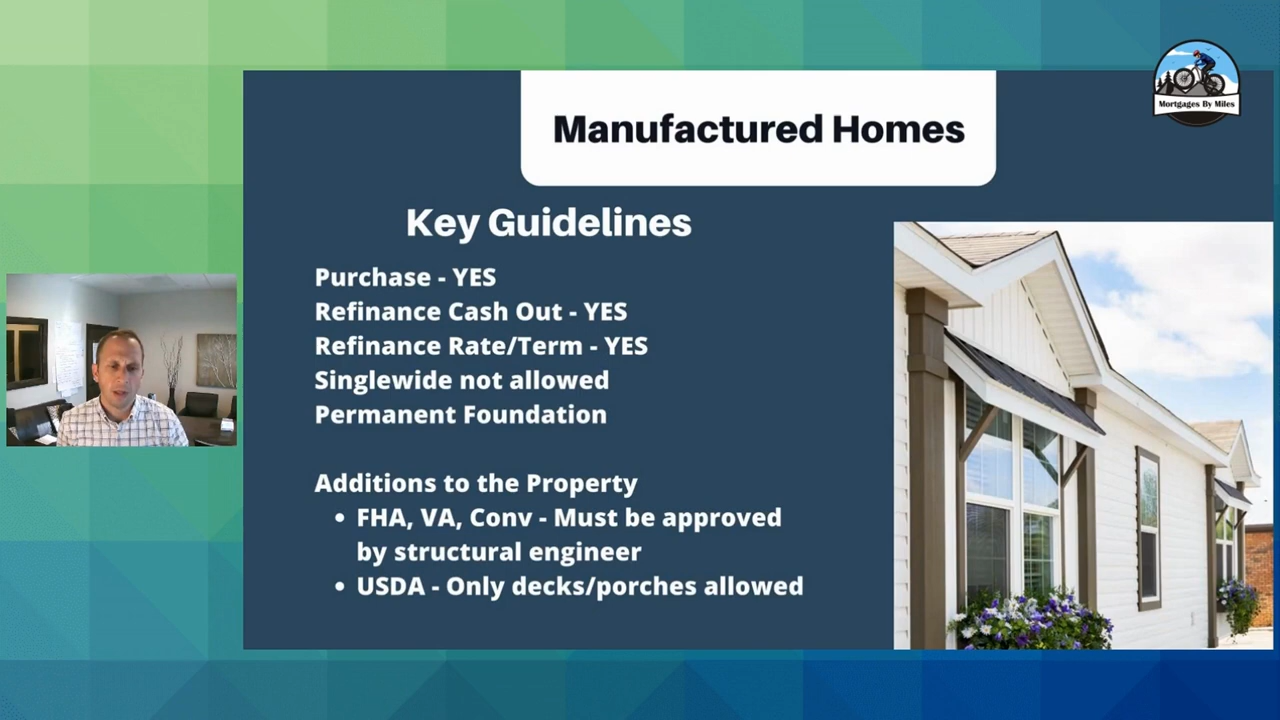 Mortgages By Miles
Manufactured Homes
Key Guidelines
Purchase - YES
Refinance Cash Out - YES
Refinance Rate/Term - YES
Singlewide not allowed
Permanent Foundation
Additions to the Property
• FHA, VA, Conv - Must be approved
by structural engineer
• USDA - Only decks/porches allowed